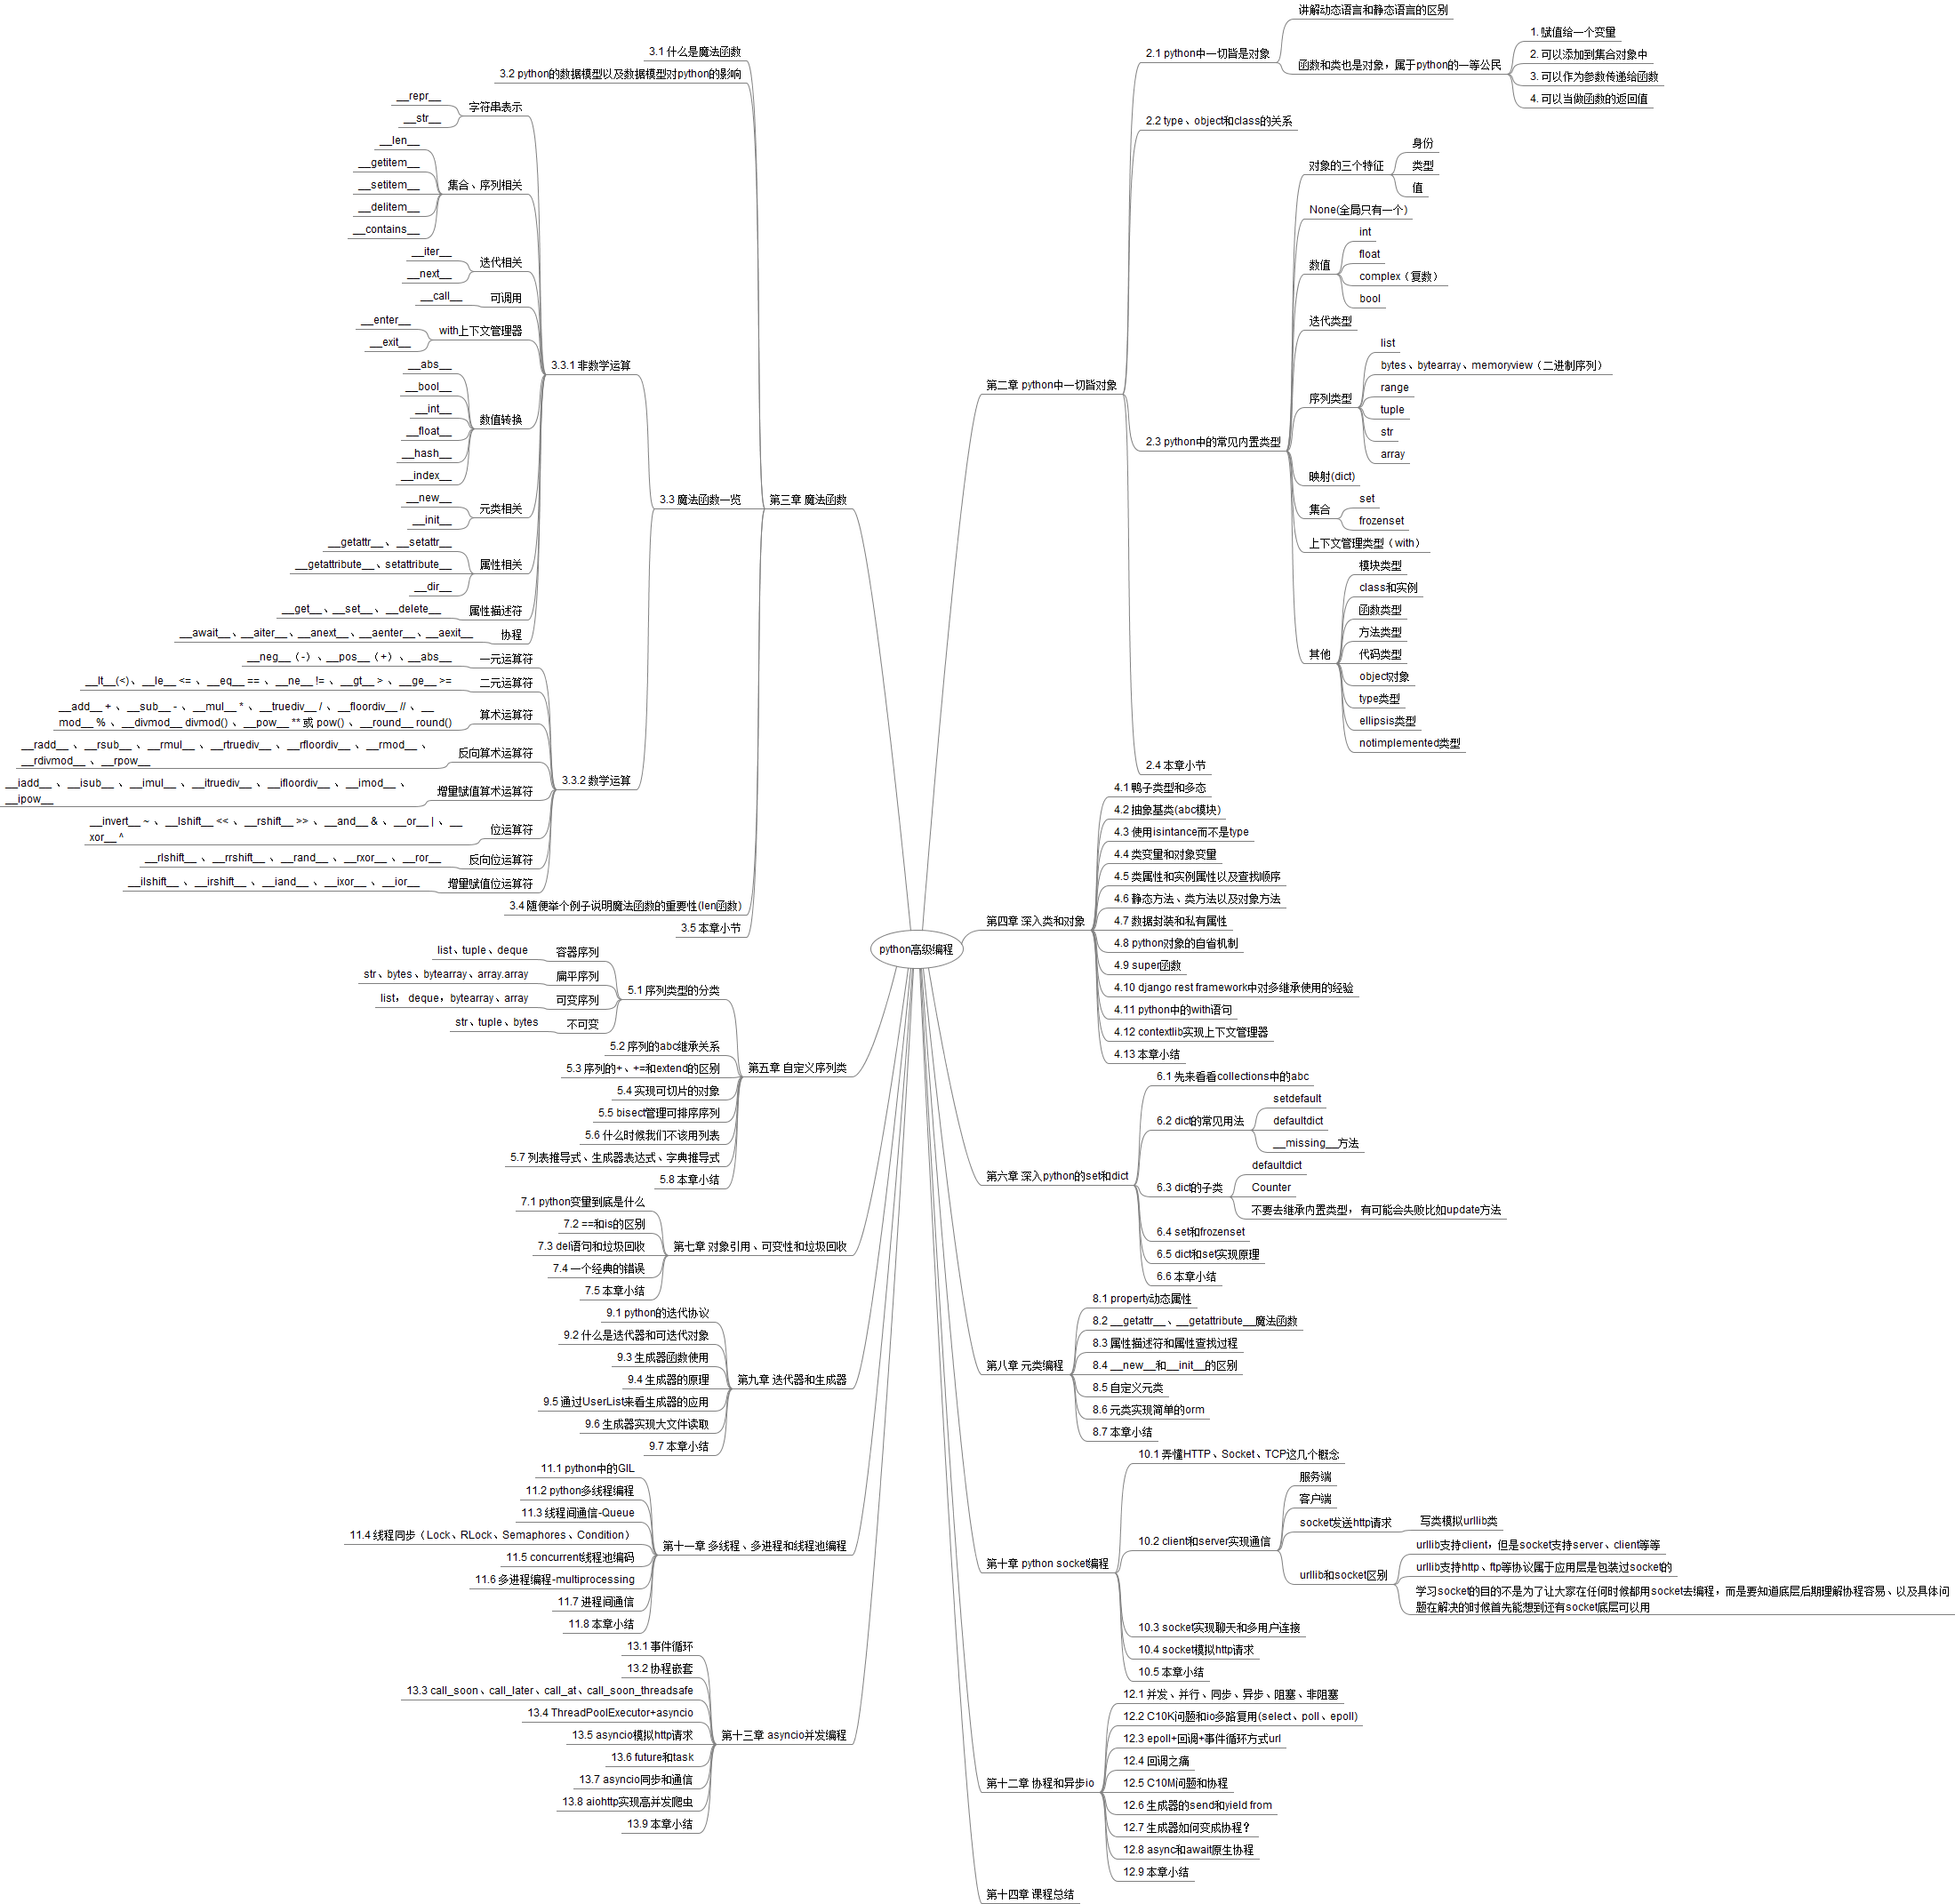 python高级编程
第二章 python中一切皆对象
2.1 python中一切皆是对象
讲解动态语言和静态语言的区别
函数和类也是对象，属于python的一等公民
1. 赋值给一个变量
2. 可以添加到集合对象中
3. 可以作为参数传递给函数
4. 可以当做函数的返回值
2.2 type、object和class的关系
2.3 python中的常见内置类型
对象的三个特征
身份
类型
值
None(全局只有一个)
数值
int
float
complex（复数）
bool
迭代类型
序列类型
list
bytes、bytearray、memoryview（二进制序列）
range
tuple
str
array
映射(dict)
集合
set
frozenset
上下文管理类型（with）
其他
模块类型
class和实例
函数类型
方法类型
代码类型
object对象
type类型
ellipsis类型
notimplemented类型
2.4 本章小节
第三章 魔法函数
3.1 什么是魔法函数
3.2 python的数据模型以及数据模型对python的影响
3.3 魔法函数一览
3.3.1 非数学运算
字符串表示
__repr__
__str__
集合、序列相关
__len__
__getitem__
__setitem__
__delitem__
__contains__
迭代相关
__iter__
__next__
可调用
__call__
with上下文管理器
__enter__
__exit__
数值转换
__abs__
__bool__
__int__
__float__
__hash__
__index__
元类相关
__new__
__init__
属性相关
__getattr__ 、 __setattr__
__getattribute__、setattribute__
__dir__
属性描述符
__get__、__set__、 __delete__
协程
__await__、__aiter__、__anext__、__aenter__、__aexit__
3.3.2 数学运算
一元运算符
__neg__（-）、__pos__（+）、__abs__
二元运算符
__lt__(<)、 __le__ <= 、 __eq__ == 、 __ne__ != 、 __gt__ > 、 __ge__ >=
算术运算符
__add__ + 、 __sub__ - 、 __mul__ * 、 __truediv__ / 、 __floordiv__ // 、 __
mod__ % 、 __divmod__ divmod() 、 __pow__ ** 或 pow() 、 __round__ round()
反向算术运算符
__radd__ 、 __rsub__ 、 __rmul__ 、 __rtruediv__ 、 __rfloordiv__ 、 __rmod__ 、
__rdivmod__ 、 __rpow__
增量赋值算术运算符
__iadd__ 、 __isub__ 、 __imul__ 、 __itruediv__ 、 __ifloordiv__ 、 __imod__ 、
__ipow__
位运算符
__invert__ ~ 、 __lshift__ << 、 __rshift__ >> 、 __and__ & 、 __or__ | 、 __
xor__ ^
反向位运算符
__rlshift__ 、 __rrshift__ 、 __rand__ 、 __rxor__ 、 __ror__
增量赋值位运算符
__ilshift__ 、 __irshift__ 、 __iand__ 、 __ixor__ 、 __ior__
3.4 随便举个例子说明魔法函数的重要性(len函数)
3.5 本章小节
第四章 深入类和对象
4.1 鸭子类型和多态
4.2 抽象基类(abc模块)
4.3 使用isintance而不是type
4.4 类变量和对象变量
4.5 类属性和实例属性以及查找顺序
4.6 静态方法、类方法以及对象方法
4.7 数据封装和私有属性
4.8 python对象的自省机制
4.9 super函数
4.10 django rest framework中对多继承使用的经验
4.11 python中的with语句
4.12 contextlib实现上下文管理器
4.13 本章小结
第五章 自定义序列类
5.1 序列类型的分类
容器序列
list、tuple、deque
扁平序列
str、bytes、bytearray、array.array
可变序列
list， deque，bytearray、array
不可变
str、tuple、bytes
5.2 序列的abc继承关系
5.3 序列的+、+=和extend的区别
5.4 实现可切片的对象
5.5 bisect管理可排序序列
5.6 什么时候我们不该用列表
5.7 列表推导式、生成器表达式、字典推导式
5.8 本章小结
第六章 深入python的set和dict
6.1 先来看看collections中的abc
6.2 dict的常见用法
setdefault
defaultdict
__missing__方法
6.3 dict的子类
defaultdict
Counter
不要去继承内置类型， 有可能会失败比如update方法
6.4 set和frozenset
6.5 dict和set实现原理
6.6 本章小结
第七章 对象引用、可变性和垃圾回收
7.1 python变量到底是什么
7.2 ==和is的区别
7.3 del语句和垃圾回收
7.4 一个经典的错误
7.5 本章小结
第八章 元类编程
8.1 property动态属性
8.2 __getattr__、__getattribute__魔法函数
8.3 属性描述符和属性查找过程
8.4 __new__和__init__的区别
8.5 自定义元类
8.6 元类实现简单的orm
8.7 本章小结
第九章 迭代器和生成器
9.1 python的迭代协议
9.2 什么是迭代器和可迭代对象
9.3 生成器函数使用
9.4 生成器的原理
9.5 通过UserList来看生成器的应用
9.6 生成器实现大文件读取
9.7 本章小结
第十章 python socket编程
10.1 弄懂HTTP、Socket、TCP这几个概念
10.2 client和server实现通信
服务端
客户端
socket发送http请求
写类模拟urllib类
urllib和socket区别
urllib支持client，但是socket支持server、client等等
urllib支持http、ftp等协议属于应用层是包装过socket的
学习socket的目的不是为了让大家在任何时候都用socket去编程，而是要知道底层后期理解协程容易、以及具体问
题在解决的时候首先能想到还有socket底层可以用
10.3 socket实现聊天和多用户连接
10.4 socket模拟http请求
10.5 本章小结
第十一章 多线程、多进程和线程池编程
11.1 python中的GIL
11.2 python多线程编程
11.3 线程间通信-Queue
11.4 线程同步（Lock、RLock、Semaphores、Condition）
11.5 concurrent线程池编码
11.6 多进程编程-multiprocessing
11.7 进程间通信
11.8 本章小结
第十二章 协程和异步io
12.1 并发、并行、同步、异步、阻塞、非阻塞
12.2 C10K问题和io多路复用(select、poll、epoll)
12.3 epoll+回调+事件循环方式url
12.4 回调之痛
12.5 C10M问题和协程
12.6 生成器的send和yield from
12.7 生成器如何变成协程？
12.8 async和await原生协程
12.9 本章小结
第十三章 asyncio并发编程
13.1 事件循环
13.2 协程嵌套
13.3 call_soon、call_later、call_at、call_soon_threadsafe
13.4 ThreadPoolExecutor+asyncio
13.5 asyncio模拟http请求
13.6 future和task
13.7 asyncio同步和通信
13.8 aiohttp实现高并发爬虫
13.9 本章小结
第十四章 课程总结